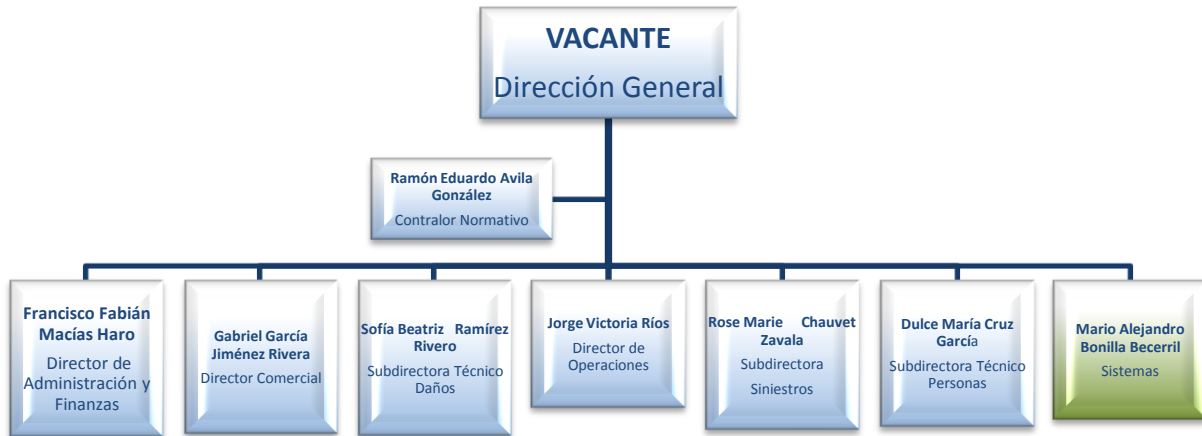 VACANTE
Dirección General
Ramón Eduardo Avila
González
Contralor Normativo
Francisco Fabián
Macías Haro
Director de
Administración y
Finanzas
Gabriel García
Jiménez Rivera
Director Comercial
Sofía Beatriz Ramírez
Rivero
Subdirectora Técnico
Daños
Jorge Victoria Ríos
Director de
Operaciones
Rose Marie Chauvet
Zavala
Subdirectora
Siniestros
Dulce María Cruz
García
Subdirectora Técnico
Personas
Mario Alejandro
Bonilla Becerril
Sistemas